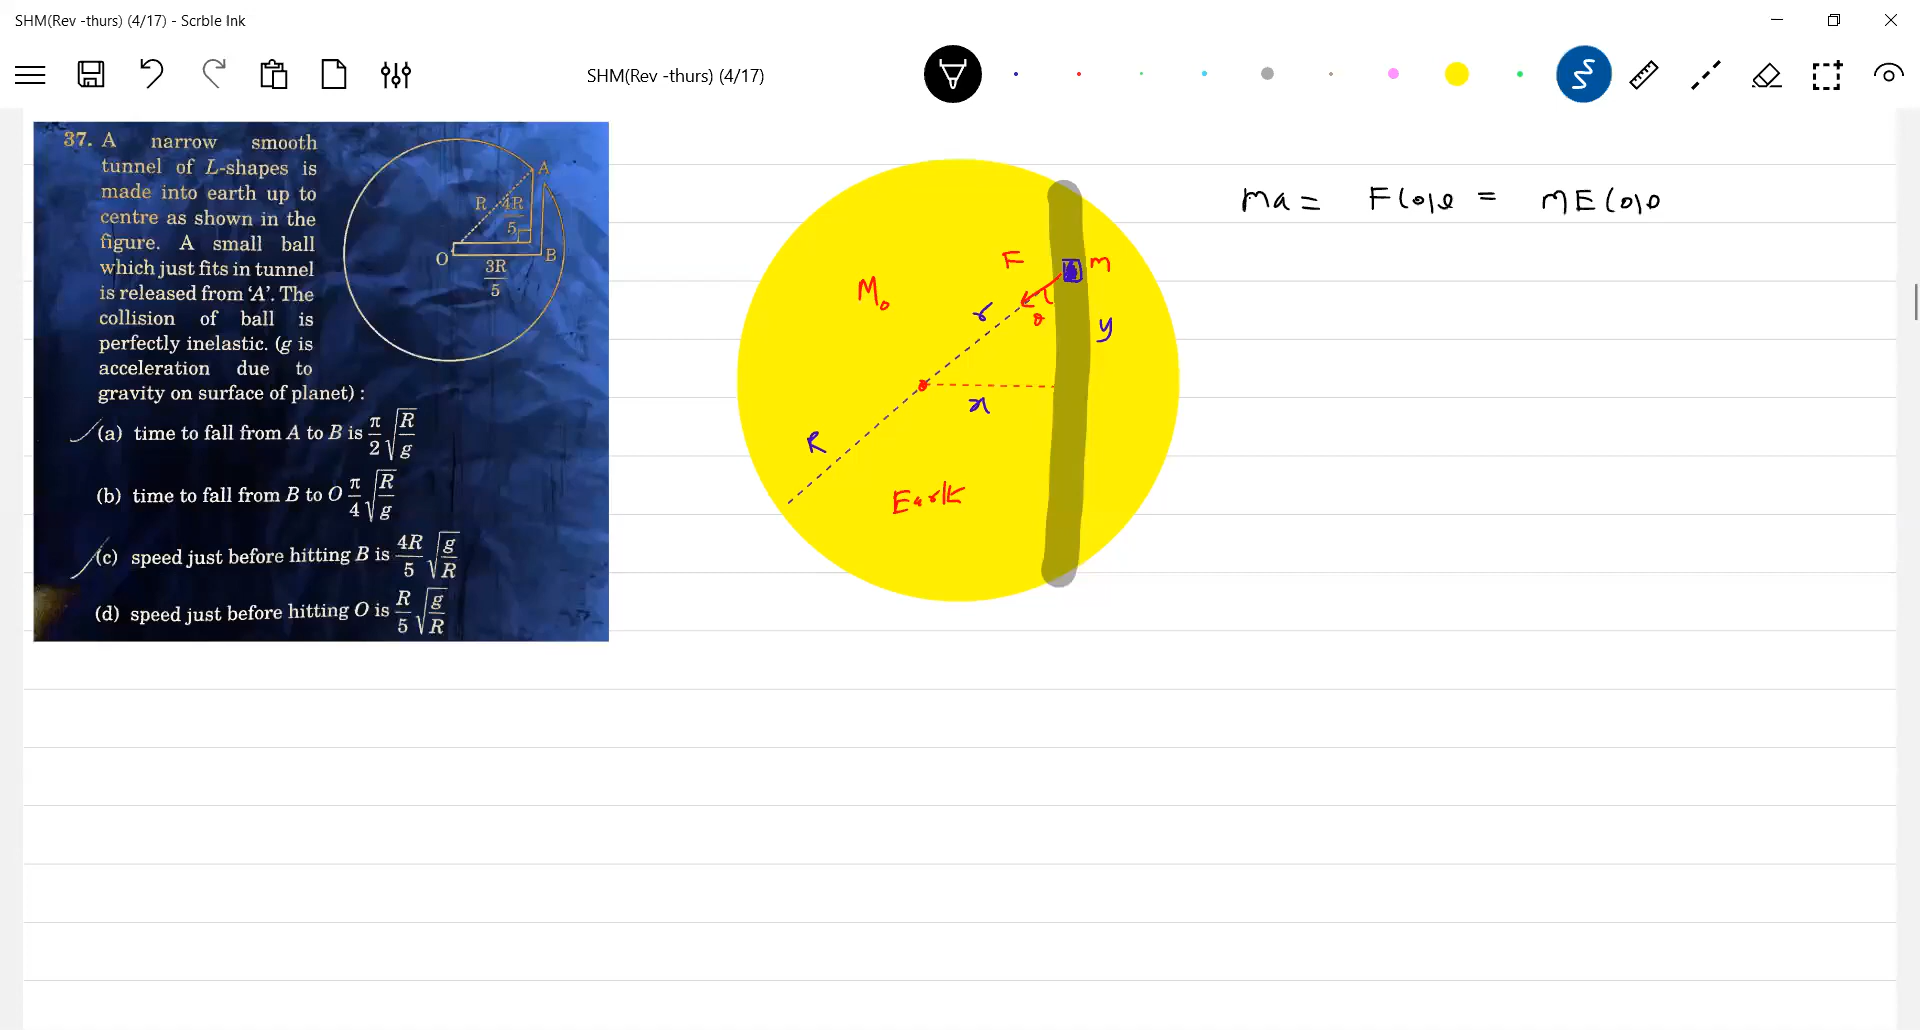 SHM(Rev -thurs) (4/17) - Scrble Ink
SHM(Rev -thurs) (4/17)
37. A narrow smooth
tunnel of L-shapes is
made into earth up to
centre as shown in the
figure. A small ball
which just fits in tunnel
is released from ‘A’. The
collision of ball is
perfectly inelastic. (g is
acceleration due to
gravity on surface of planet) :
A
R
4R/5
O
B
3R/5
(a) time to fall from A to B is π/2 √(R/g)
(b) time to fall from B to O π/4 √(R/g)
(c) speed just before hitting B is 4R/5 √(g/R)
(d) speed just before hitting O is R/5 √(g/R)
M₀
F
m
r
θ
y
x
R
Earth
ma = F cosθ = mE cosθ